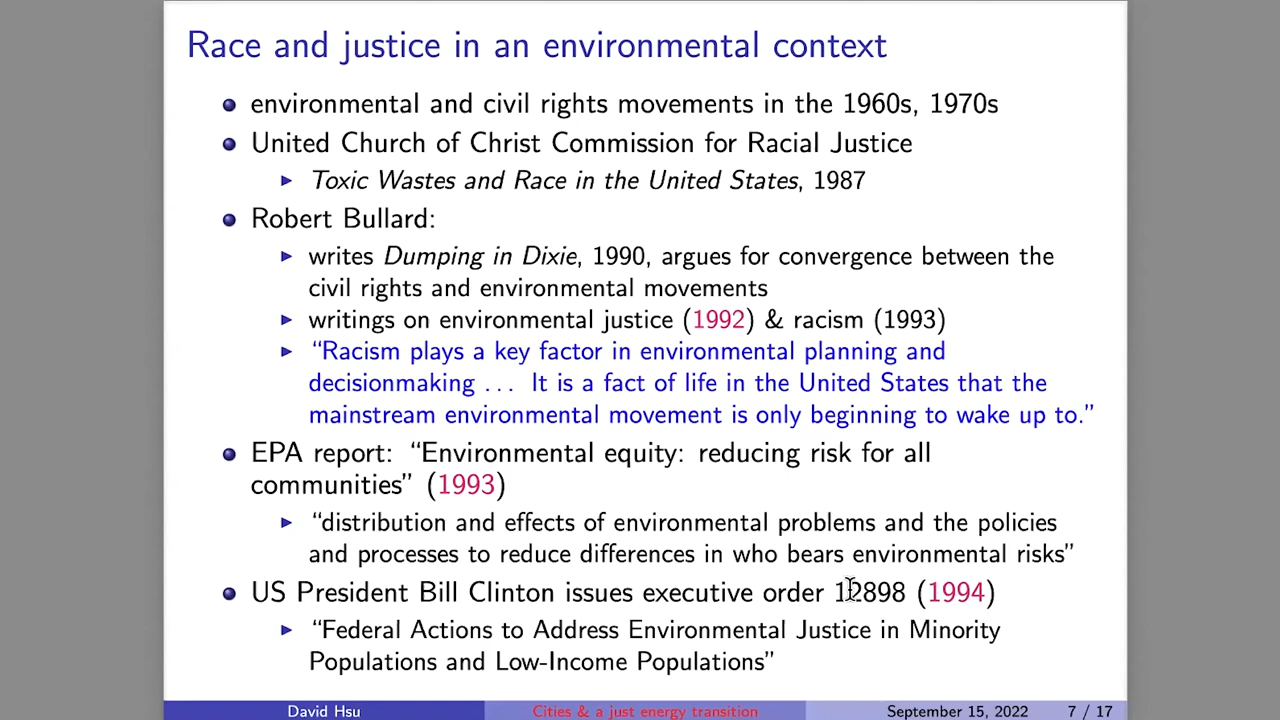 Race and justice in an environmental context
environmental and civil rights movements in the 1960s, 1970s
United Church of Christ Commission for Racial Justice
Toxic Wastes and Race in the United States, 1987
Robert Bullard:
writes Dumping in Dixie, 1990, argues for convergence between the
civil rights and environmental movements
writings on environmental justice (1992) & racism (1993)
“Racism plays a key factor in environmental planning and
decisionmaking ... It is a fact of life in the United States that the
mainstream environmental movement is only beginning to wake up to.”
EPA report: “Environmental equity: reducing risk for all
communities” (1993)
“distribution and effects of environmental problems and the policies
and processes to reduce differences in who bears environmental risks”
US President Bill Clinton issues executive order 12898 (1994)
“Federal Actions to Address Environmental Justice in Minority
Populations and Low-Income Populations”
David Hsu Cities & a just energy transition September 15, 2022 7 / 17